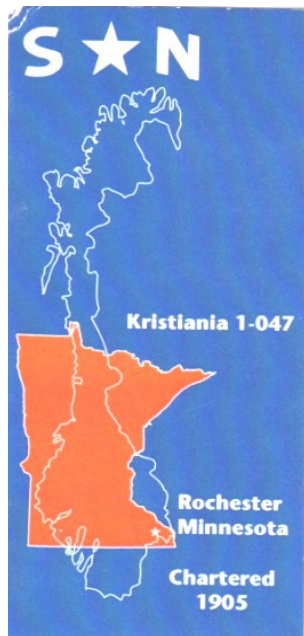 S ★ N
Kristiania 1-047
Rochester
Minnesota
Chartered
1905